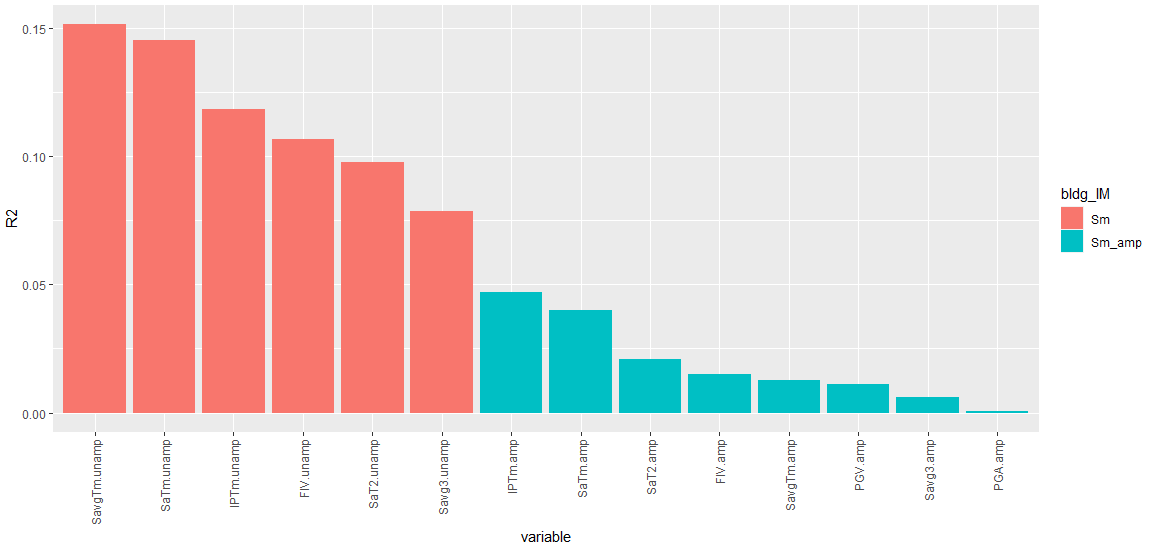 0.15
0.10
0.05
0.00
R2
SavgTm.unamp
SaTm.unamp
IPTm.unamp
FIV.unamp
SaT2.unamp
Savg3.unamp
IPTm.amp
SaTm.amp
SaT2.amp
FIV.amp
SavgTm.amp
PGV.amp
Savg3.amp
PGA.amp
variable
bldg_IM
Sm
Sm_amp